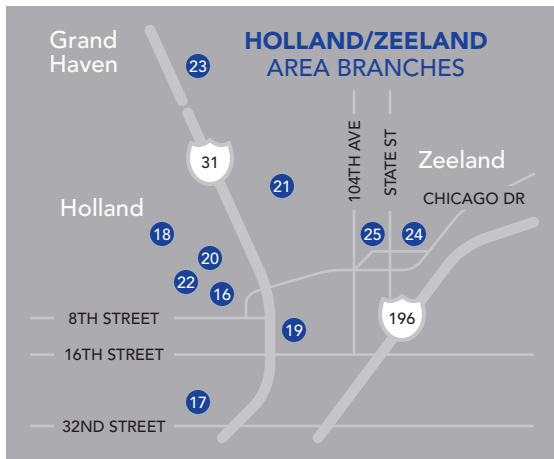 Grand
Haven
HOLLAND/ZEELAND
AREA BRANCHES
23
31
21
104TH AVE
STATE ST
Zeeland
CHICAGO DR
Holland
18
25
24
20
22
16
8TH STREET
19
196
16TH STREET
17
32ND STREET